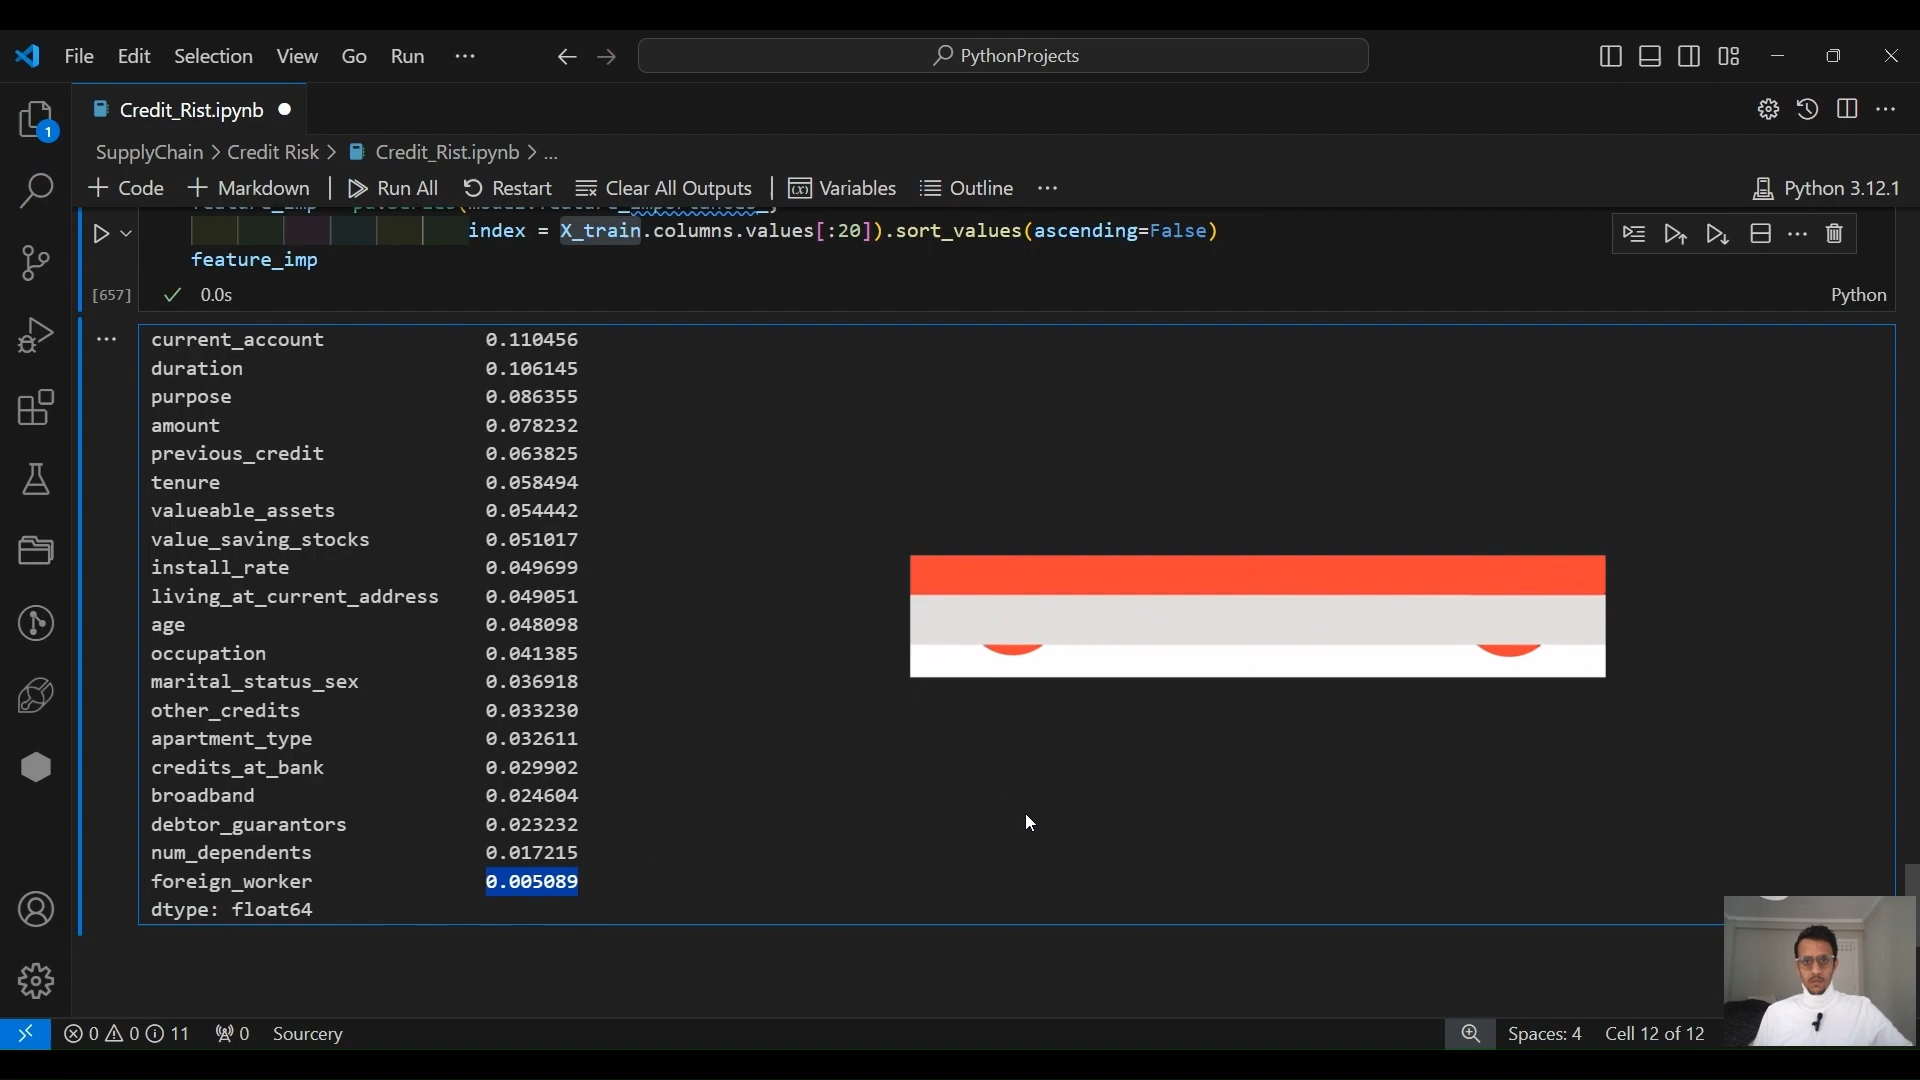 File Edit Selection View Go Run ...
PythonProjects
Credit_Rist.ipynb
1
SupplyChain > Credit Risk > Credit_Rist.ipynb > ...
+ Code + Markdown Run All Restart Clear All Outputs Variables Outline ...
Python 3.12.1
index = X_train.columns.values[:20]).sort_values(ascending=False)
feature_imp
[657] 0.0s
Python
current_account 0.110456
duration 0.106145
purpose 0.086355
amount 0.078232
previous_credit 0.063825
tenure 0.058494
valueable_assets 0.054442
value_saving_stocks 0.051017
install_rate 0.049699
living_at_current_address 0.049051
age 0.048098
occupation 0.041385
marital_status_sex 0.036918
other_credits 0.033230
apartment_type 0.032611
credits_at_bank 0.029902
broadband 0.024604
debtor_guarantors 0.023232
num_dependents 0.017215
foreign_worker 0.005089
dtype: float64
0 0 11 0 Sourcery
Spaces: 4 Cell 12 of 12